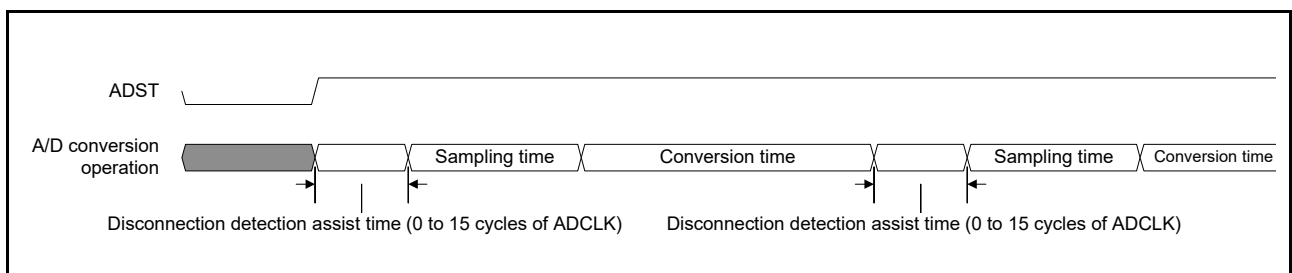 ADST
A/D conversion
operation
Sampling time
Conversion time
Sampling time
Conversion time
Disconnection detection assist time (0 to 15 cycles of ADCLK)
Disconnection detection assist time (0 to 15 cycles of ADCLK)